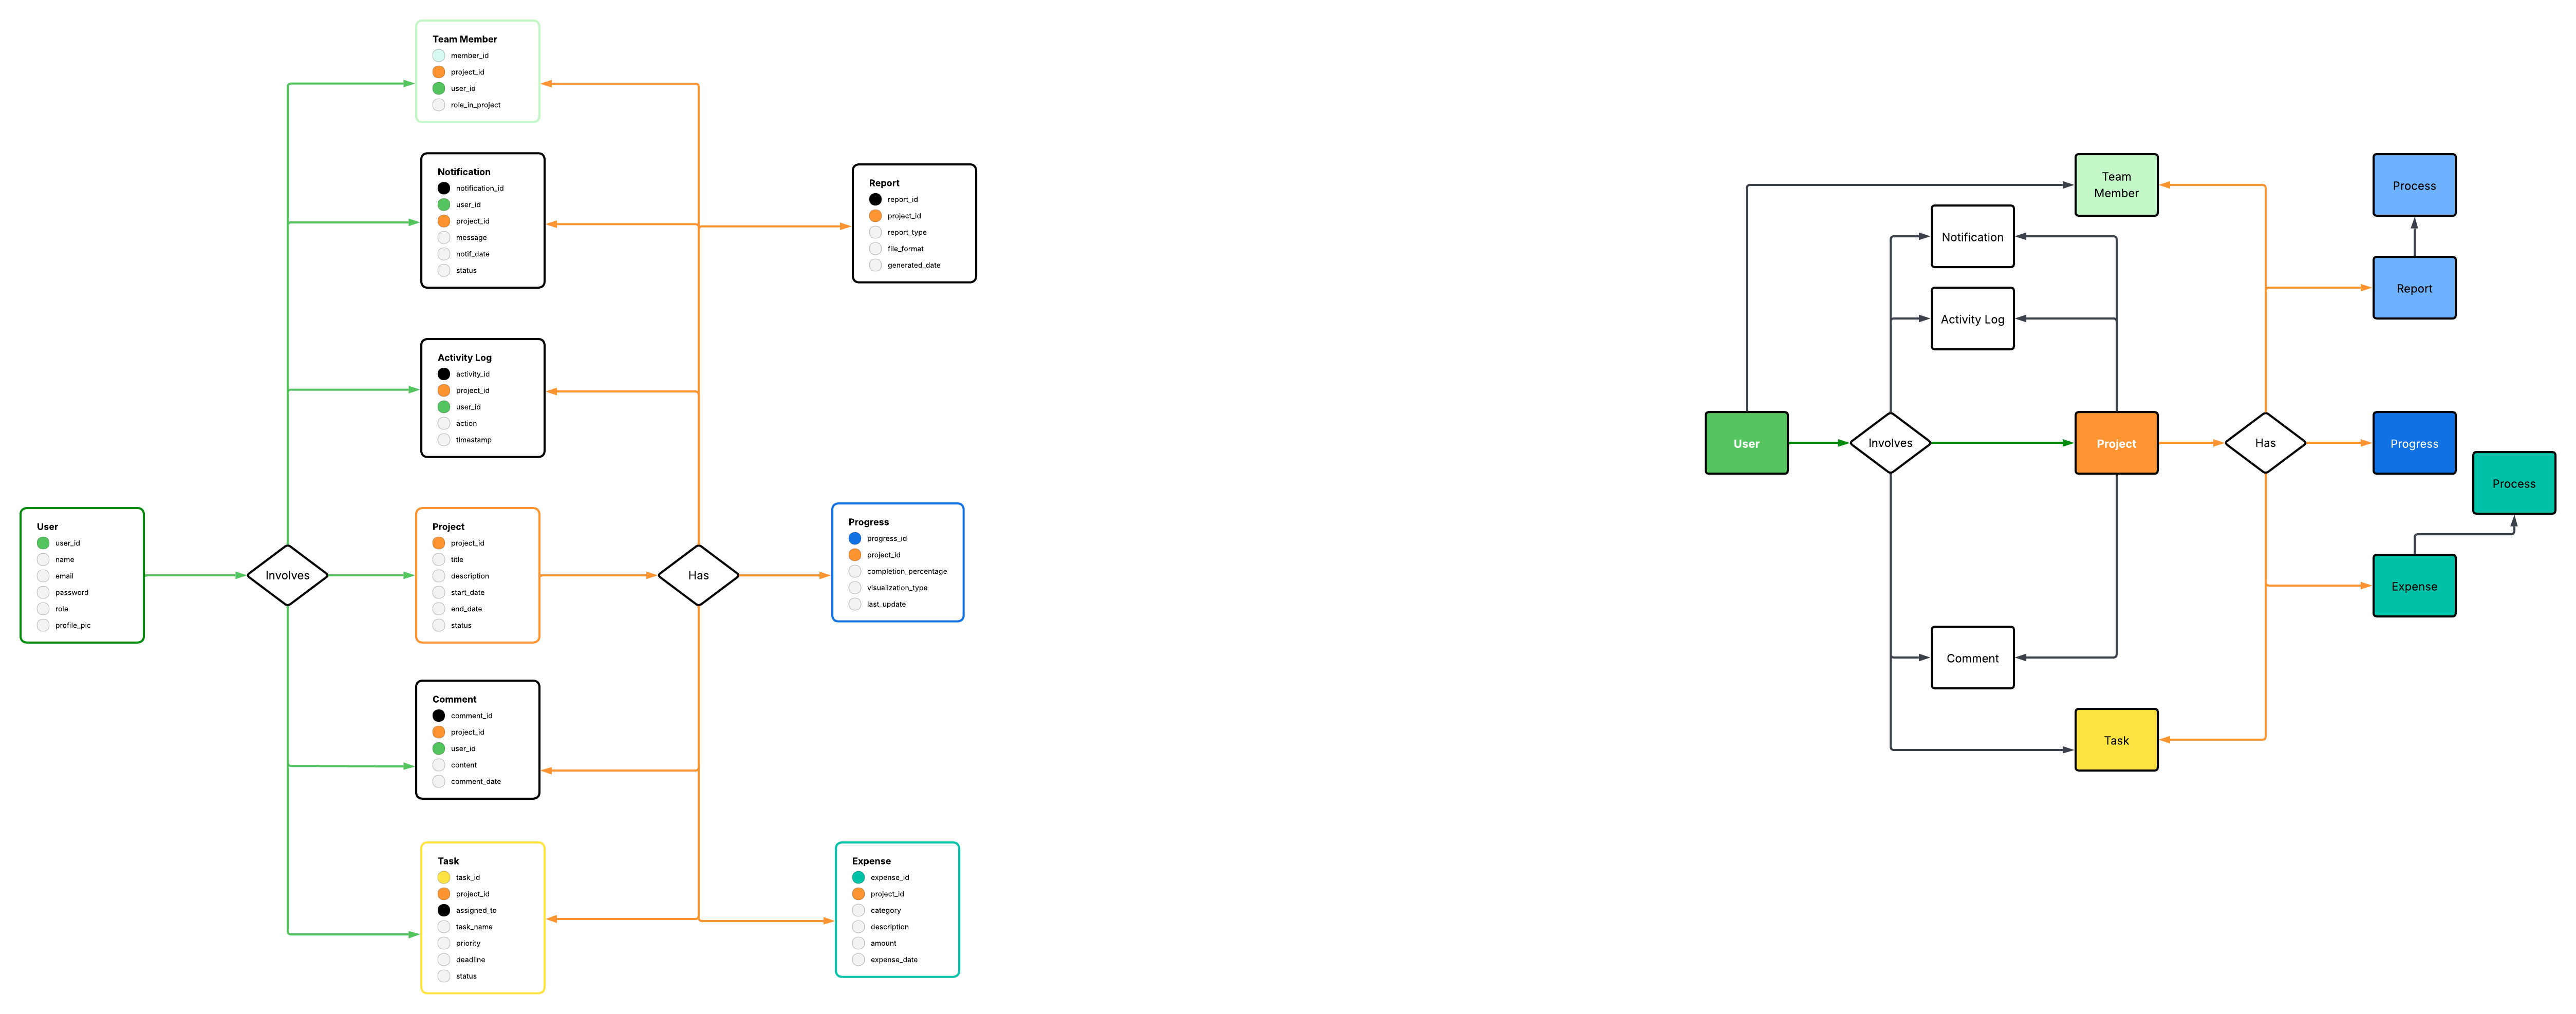 Team Member
member_id
project_id
user_id
role_in_project
Notification
notification_id
user_id
project_id
message
notif_date
status
Report
report_id
project_id
report_type
file_format
generated_date
Activity Log
activity_id
project_id
user_id
action
timestamp
User
user_id
name
email
password
role
profile_pic
Involves
Project
project_id
title
description
start_date
end_date
status
Has
Progress
progress_id
project_id
completion_percentage
visualization_type
last_update
Comment
comment_id
project_id
user_id
content
comment_date
Task
task_id
project_id
assigned_to
task_name
priority
deadline
status
Expense
expense_id
project_id
category
description
amount
expense_date
Team
Member
Process
Notification
Report
Activity Log
User
Involves
Project
Has
Progress
Process
Expense
Comment
Task